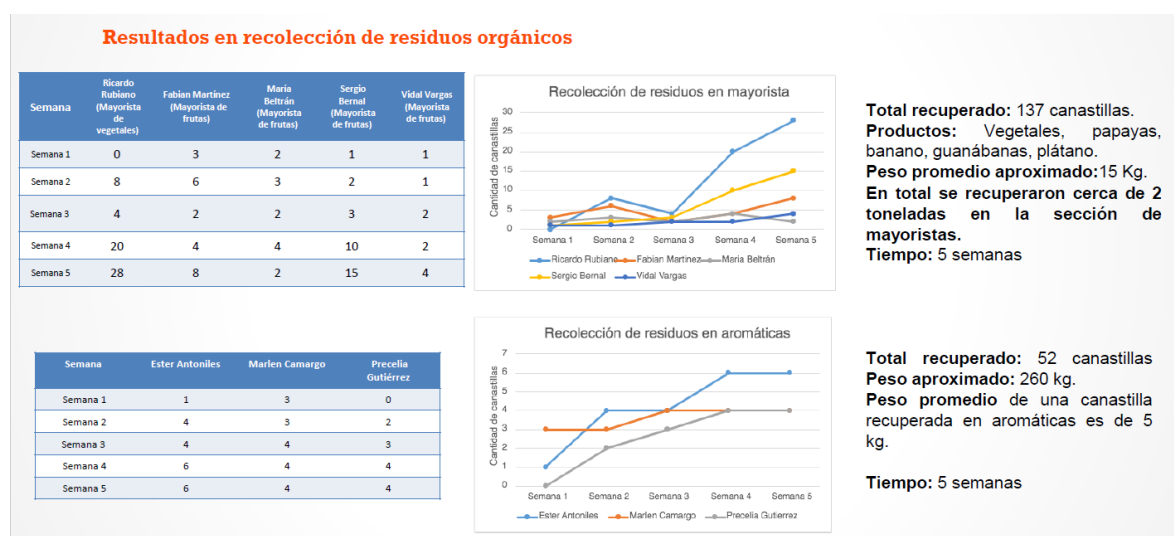 Resultados en recolección de residuos orgánicos
Semana
Ricardo
Rubiano
(Mayorista
de
vegetales)
Fabian Martínez
(Mayorista de
frutas)
María
Beltrán
(Mayorista
de frutas)
Sergio
Bernal
(Mayorista
de frutas)
Vidal Vargas
(Mayorista
de frutas)
Semana 1 0 3 2 1 1
Semana 2 8 6 3 2 1
Semana 3 4 2 2 3 2
Semana 4 20 4 4 10 2
Semana 5 28 8 2 15 4
Recolección de residuos en mayorista
Cantidad de canastillas
30
25
20
15
10
5
0
Semana 1 Semana 2 Semana 3 Semana 4 Semana 5
Ricardo Rubiano Fabian Martinez Maria Beltrán
Sergio Bernal Vidal Vargas
Total recuperado: 137 canastillas.
Productos: Vegetales, papayas,
banano, guanábanas, plátano.
Peso promedio aproximado:15 Kg.
En total se recuperaron cerca de 2
toneladas en la sección de
mayoristas.
Tiempo: 5 semanas
Semana Ester Antoniles Marlen Camargo Precelia
Gutiérrez
Semana 1 1 3 0
Semana 2 4 3 2
Semana 3 4 4 3
Semana 4 6 4 4
Semana 5 6 4 4
Recolección de residuos en aromáticas
Cantidad de canastillas
7
6
5
4
3
2
1
0
Semana 1 Semana 2 Semana 3 Semana 4 Semana 5
Ester Antoniles Marlen Camargo Precelia Gutierrez
Total recuperado: 52 canastillas
Peso aproximado: 260 kg.
Peso promedio de una canastilla
recuperada en aromáticas es de 5
kg.
Tiempo: 5 semanas